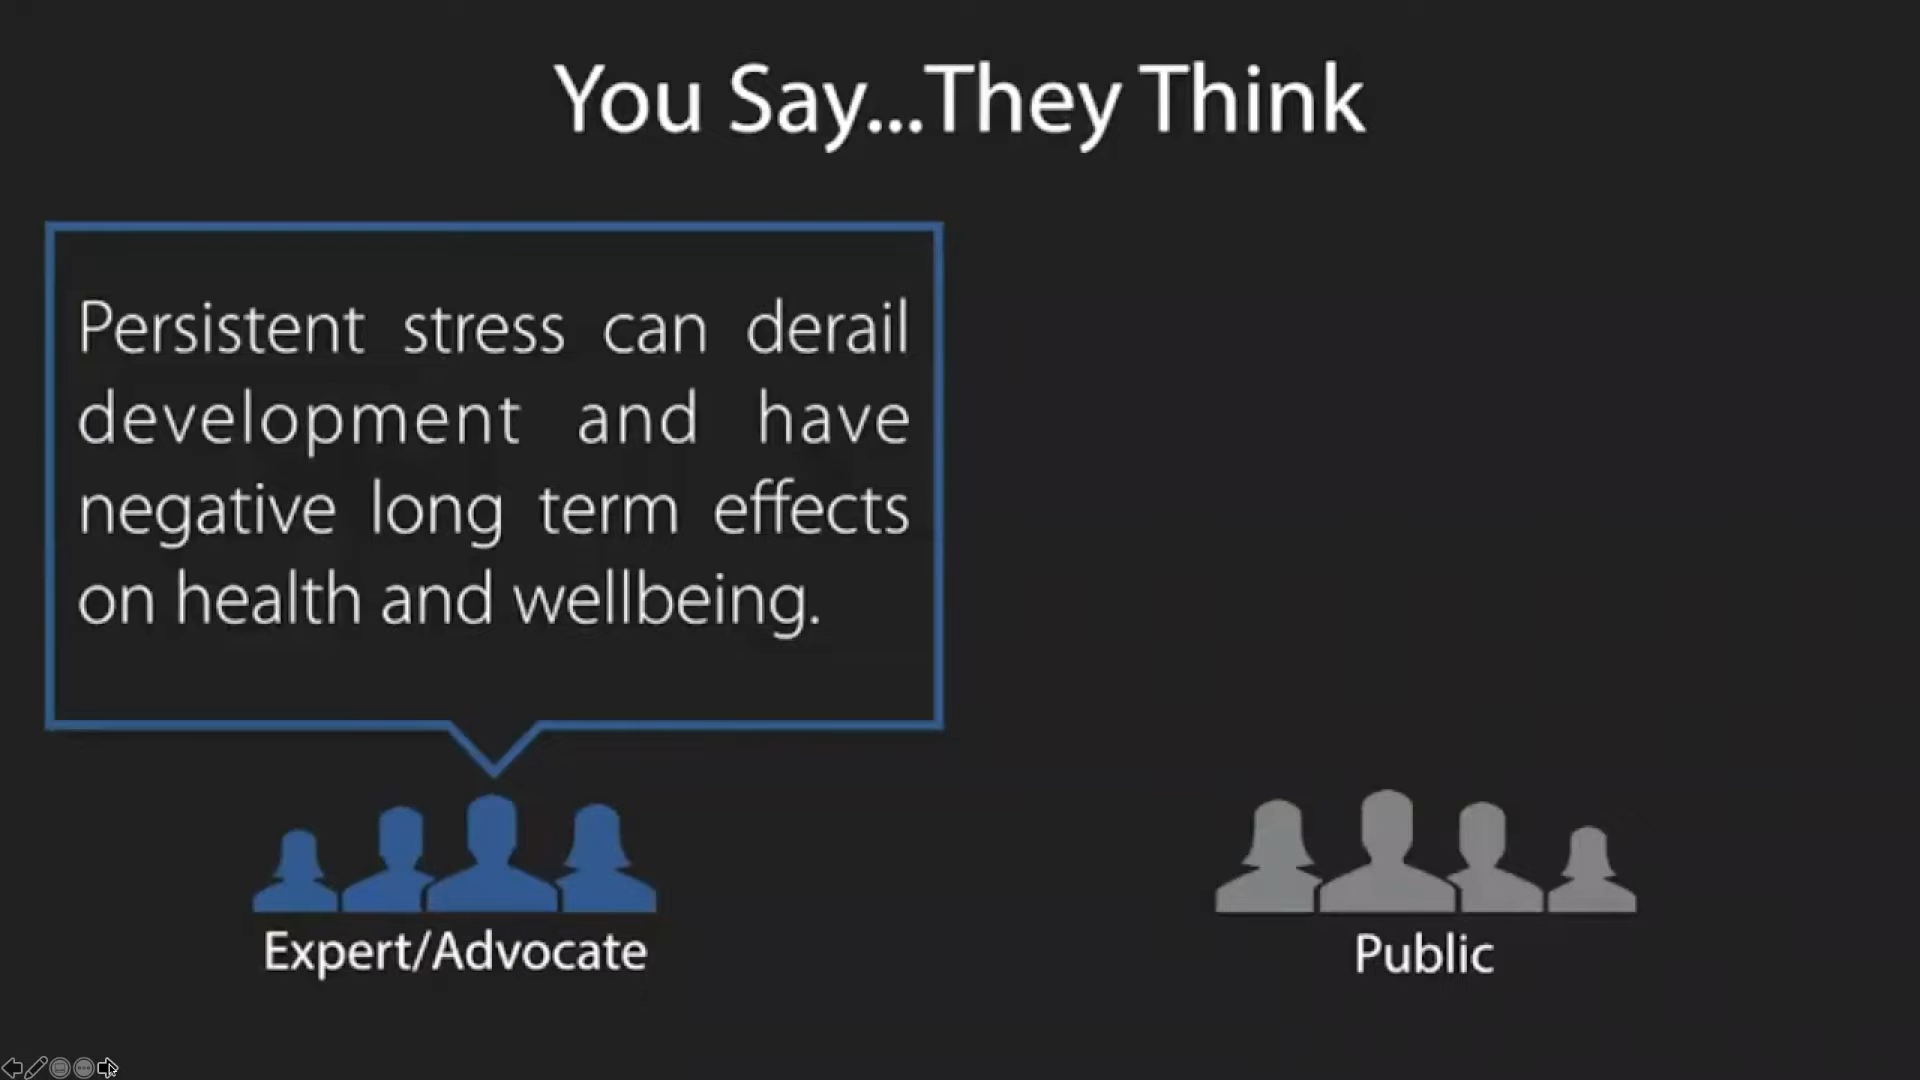 You Say...They Think
Persistent stress can derail
development and have
negative long term effects
on health and wellbeing.
Expert/Advocate
Public